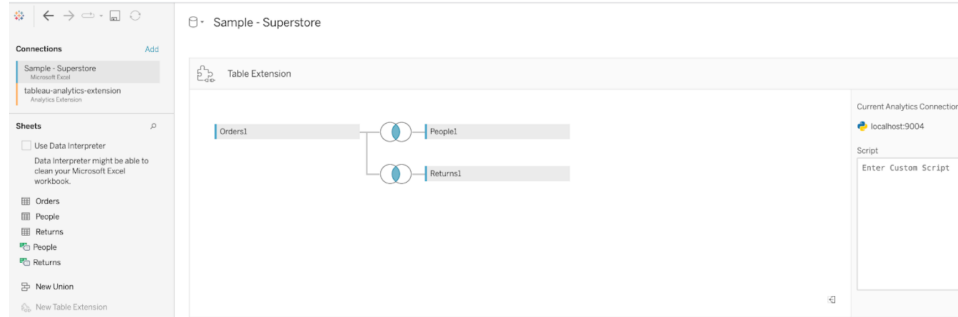 Sample - Superstore
Connections
Add
Sample - Superstore
Microsoft Excel
tableau-analytics-extension
Analytics Extension
Sheets
Use Data Interpreter
Data Interpreter might be able to
clean your Microsoft Excel
workbook.
Orders
People
Returns
People
Returns
New Union
New Table Extension
Table Extension
Orders1
People1
Returns1
Current Analytics Connection
localhost:9004
Script
Enter Custom Script